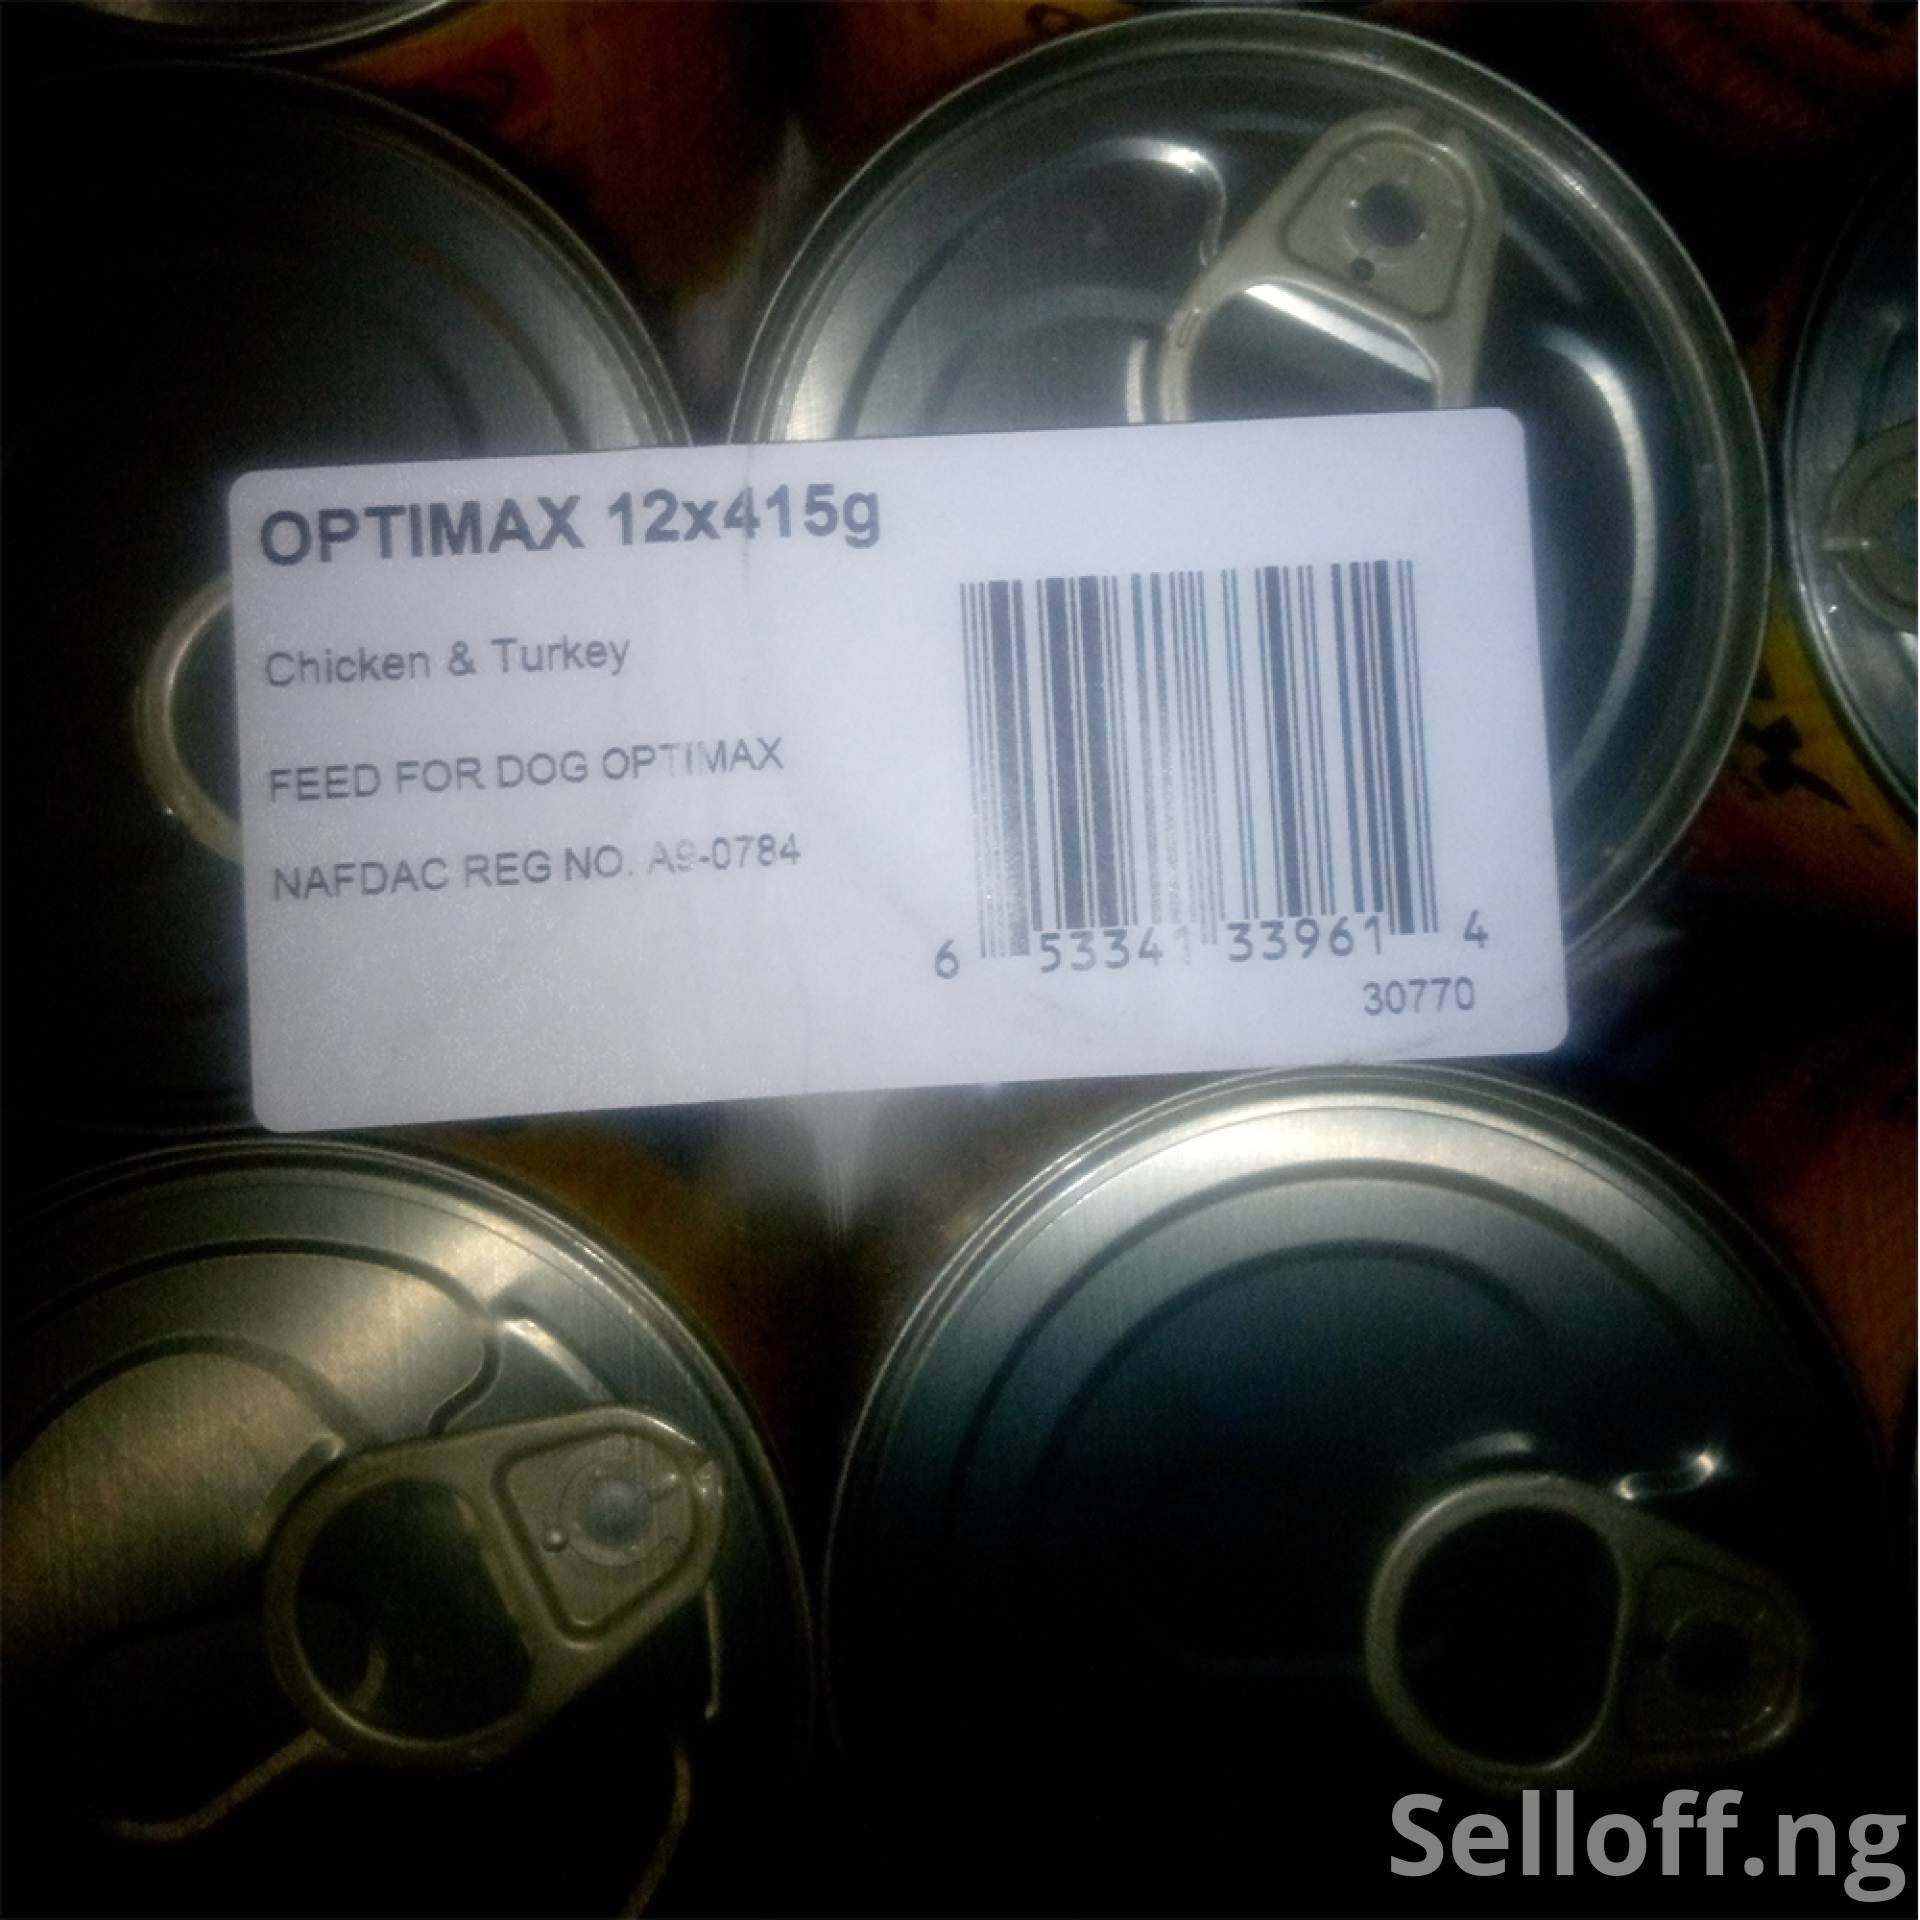 OPTIMAX 12x415g
Chicken & Turkey
FEED FOR DOG OPTIMAX
NAFDAC REG NO. A9-0784
6 53341 33961 4
30770
Selloff.ng